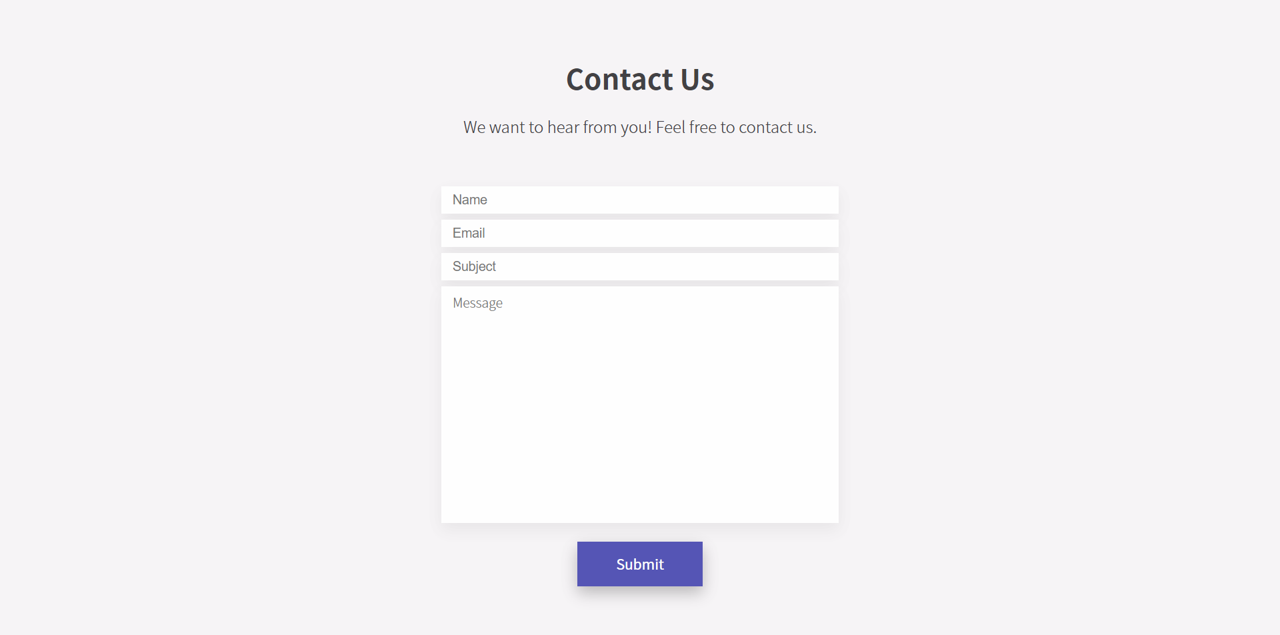 Contact Us
We want to hear from you! Feel free to contact us.
Name
Email
Subject
Message
Submit